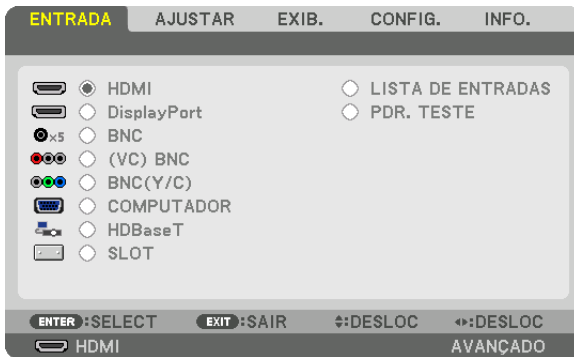 ENTRADA AJUSTAR EXIB. CONFIG. INFO.
HDMI LISTA DE ENTRADAS
DisplayPort PDR. TESTE
×5 BNC
(VC) BNC
BNC(Y/C)
COMPUTADOR
HDBaseT
SLOT
ENTER :SELECT EXIT :SAIR :DESLOC :DESLOC
HDMI AVANÇADO